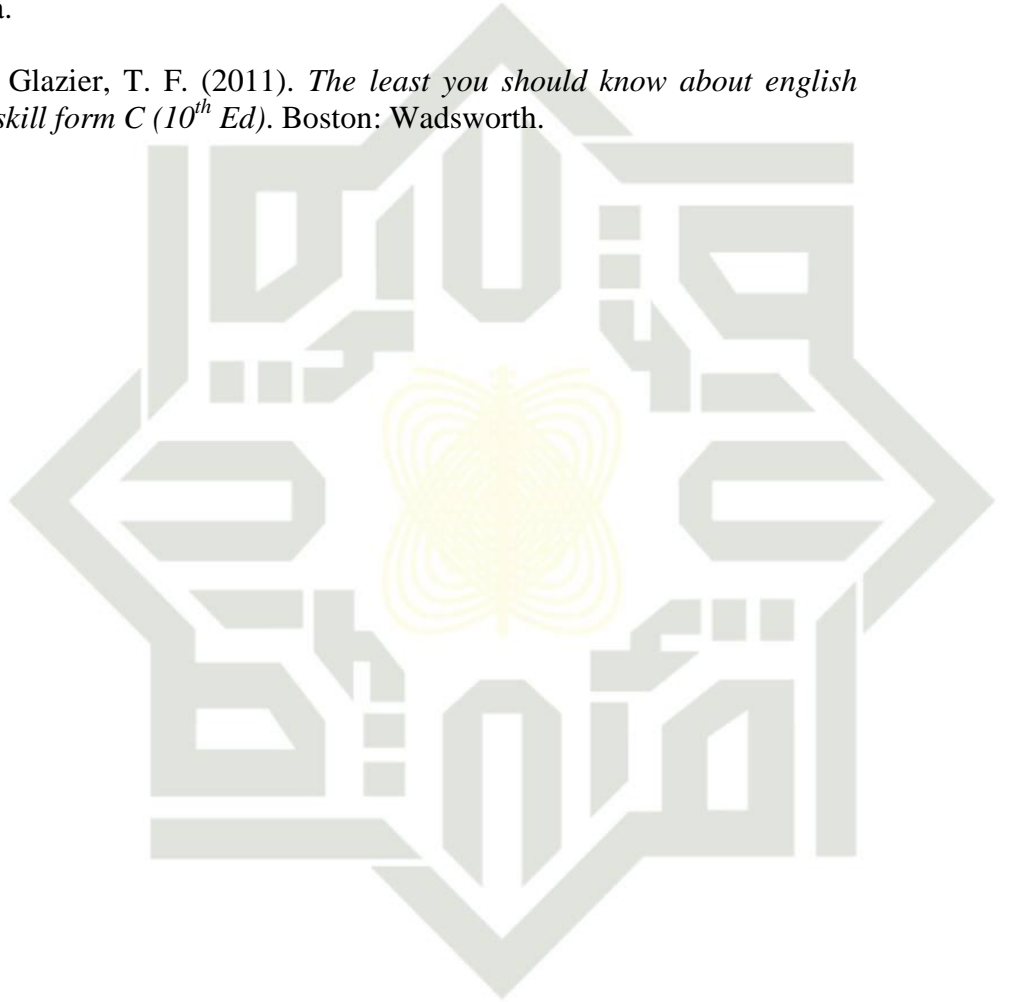 a.
Glazier, T. F. (2011). The least you should know about english
skill form C (10th Ed). Boston: Wadsworth.